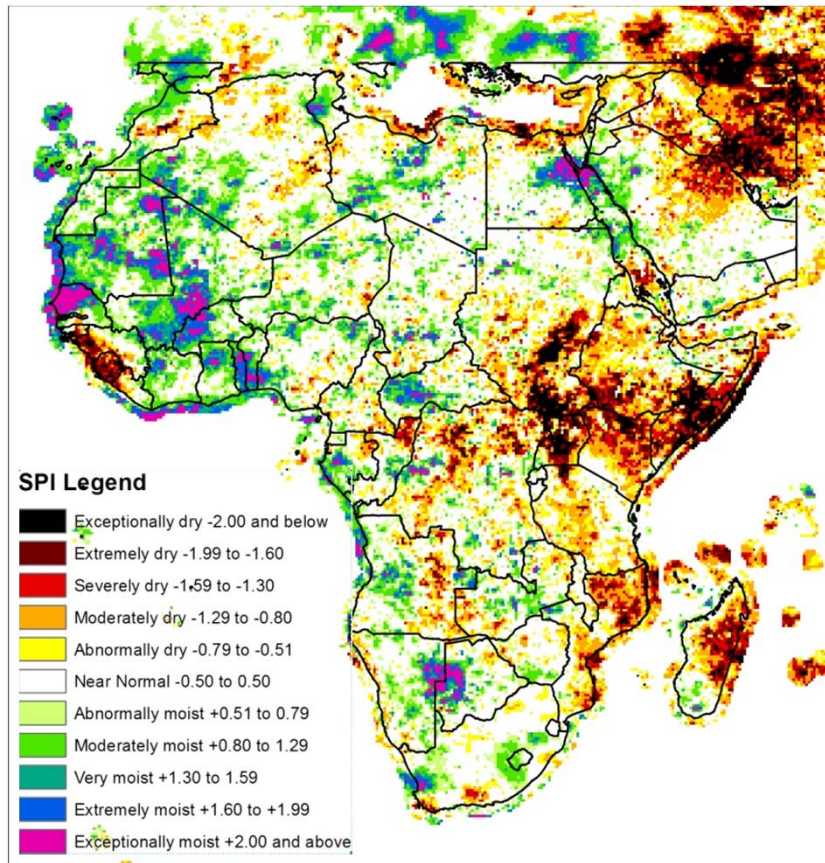 SPI Legend
Exceptionally dry -2.00 and below
Extremely dry -1.99 to -1.60
Severely dry -1.59 to -1.30
Moderately dry -1.29 to -0.80
Abnormally dry -0.79 to -0.51
Near Normal -0.50 to 0.50
Abnormally moist +0.51 to 0.79
Moderately moist +0.80 to 1.29
Very moist +1.30 to 1.59
Extremely moist +1.60 to +1.99
Exceptionally moist +2.00 and above